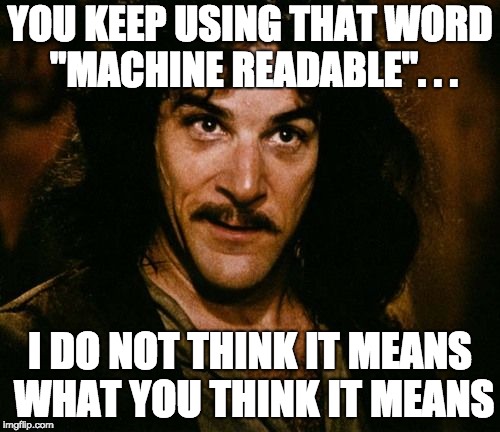 YOU KEEP USING THAT WORD
"MACHINE READABLE". . .
I DO NOT THINK IT MEANS
WHAT YOU THINK IT MEANS
imgflip.com